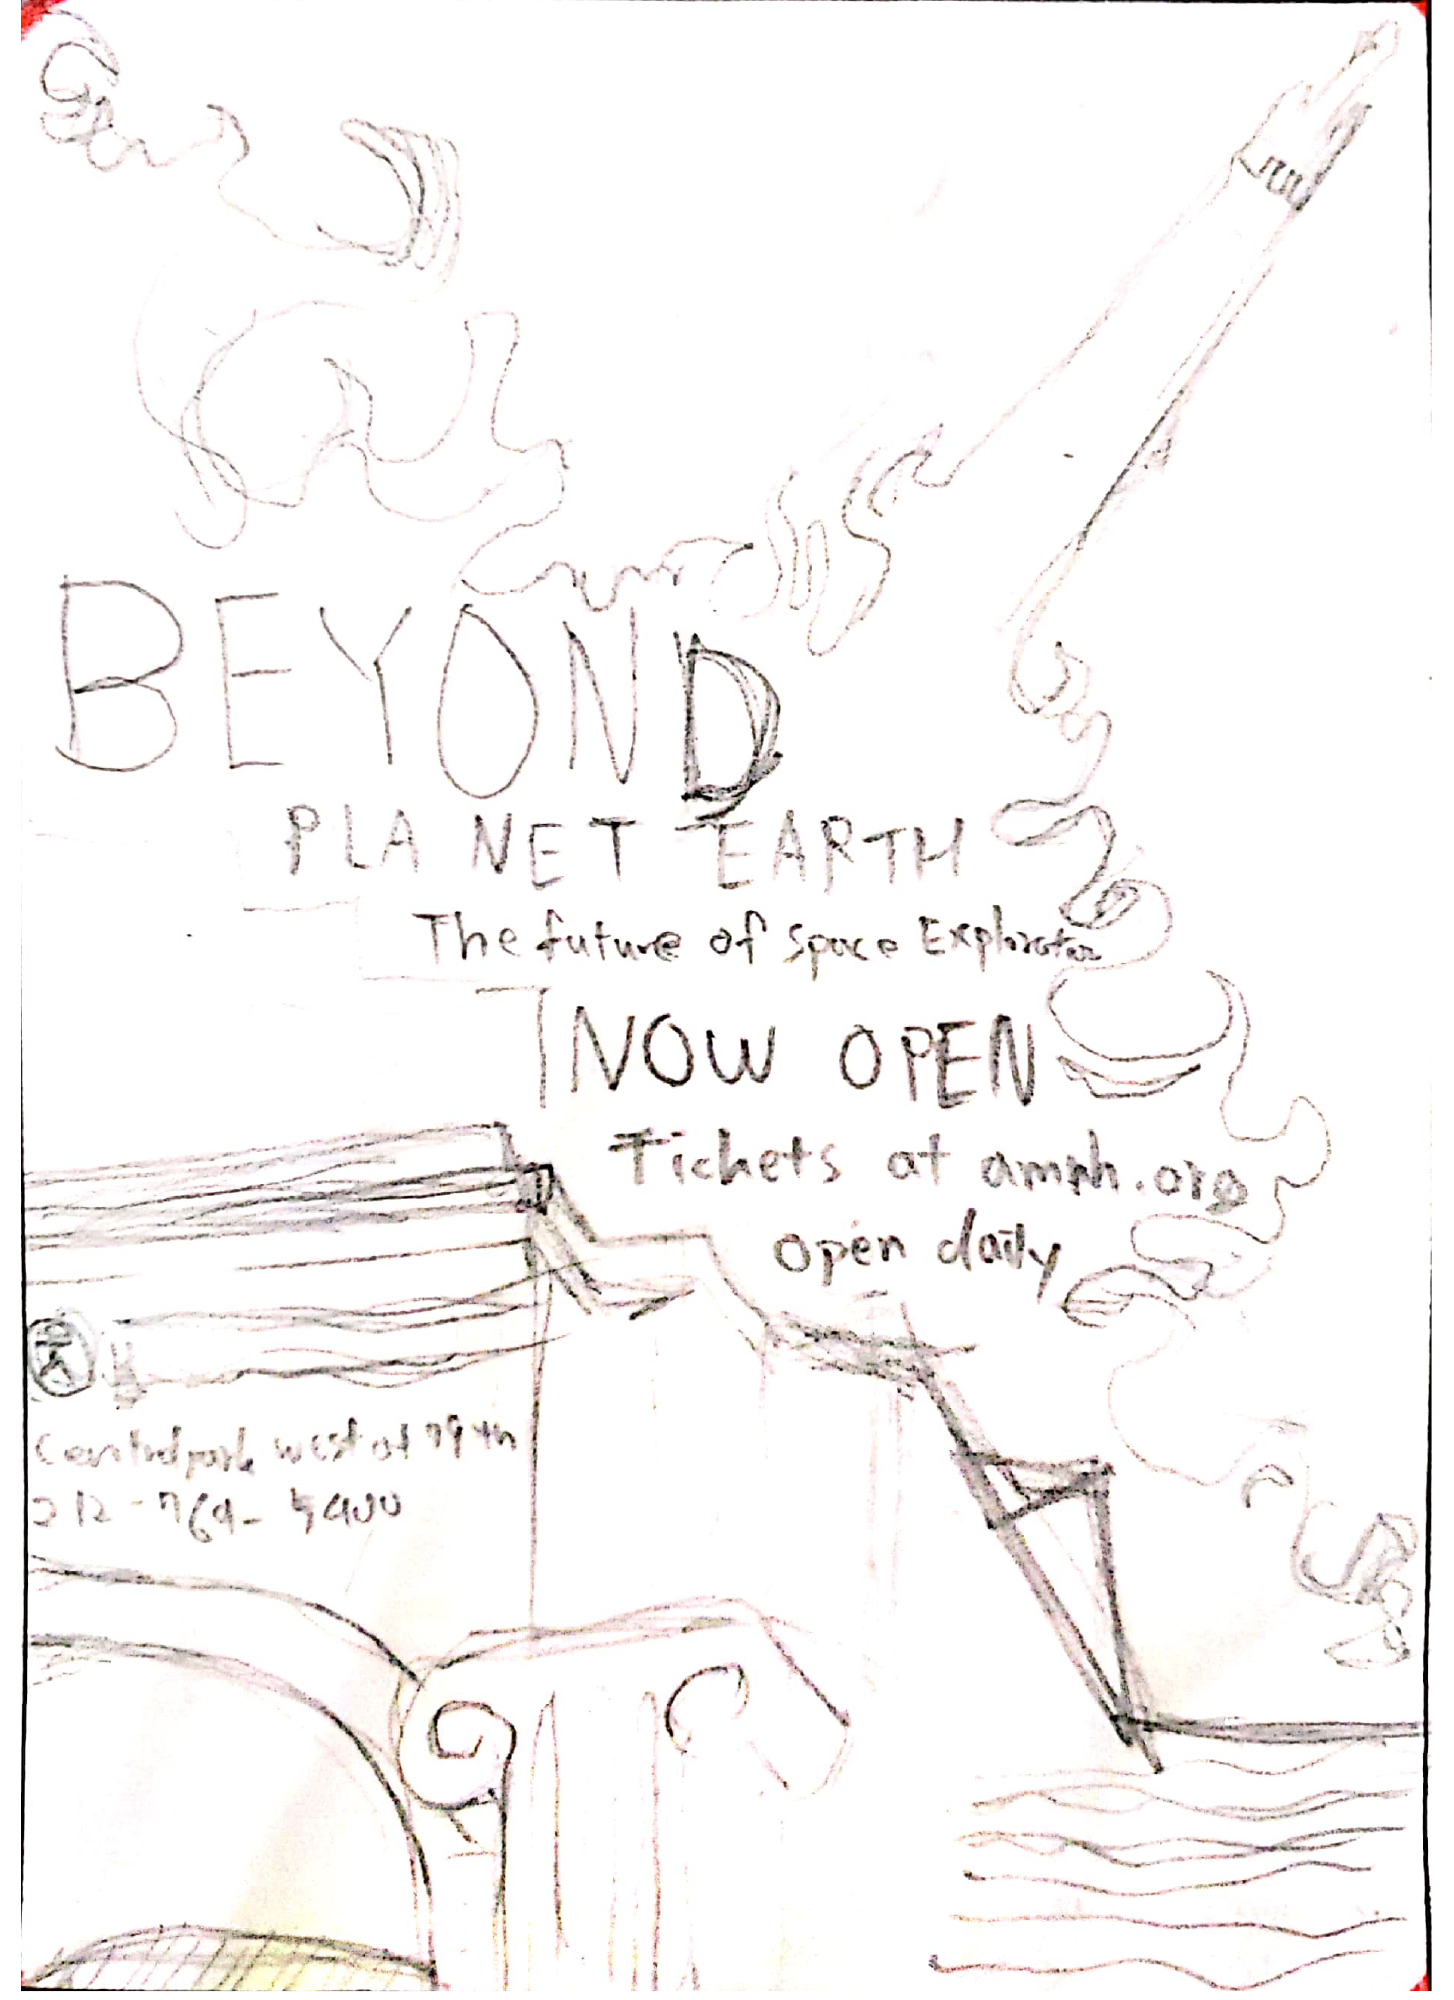 BEYOND
PLANET EARTH
The future of Space Exploration
NOW OPEN
Tickets at amnh.org
open daily
Central park west at 79th
212-769-5400